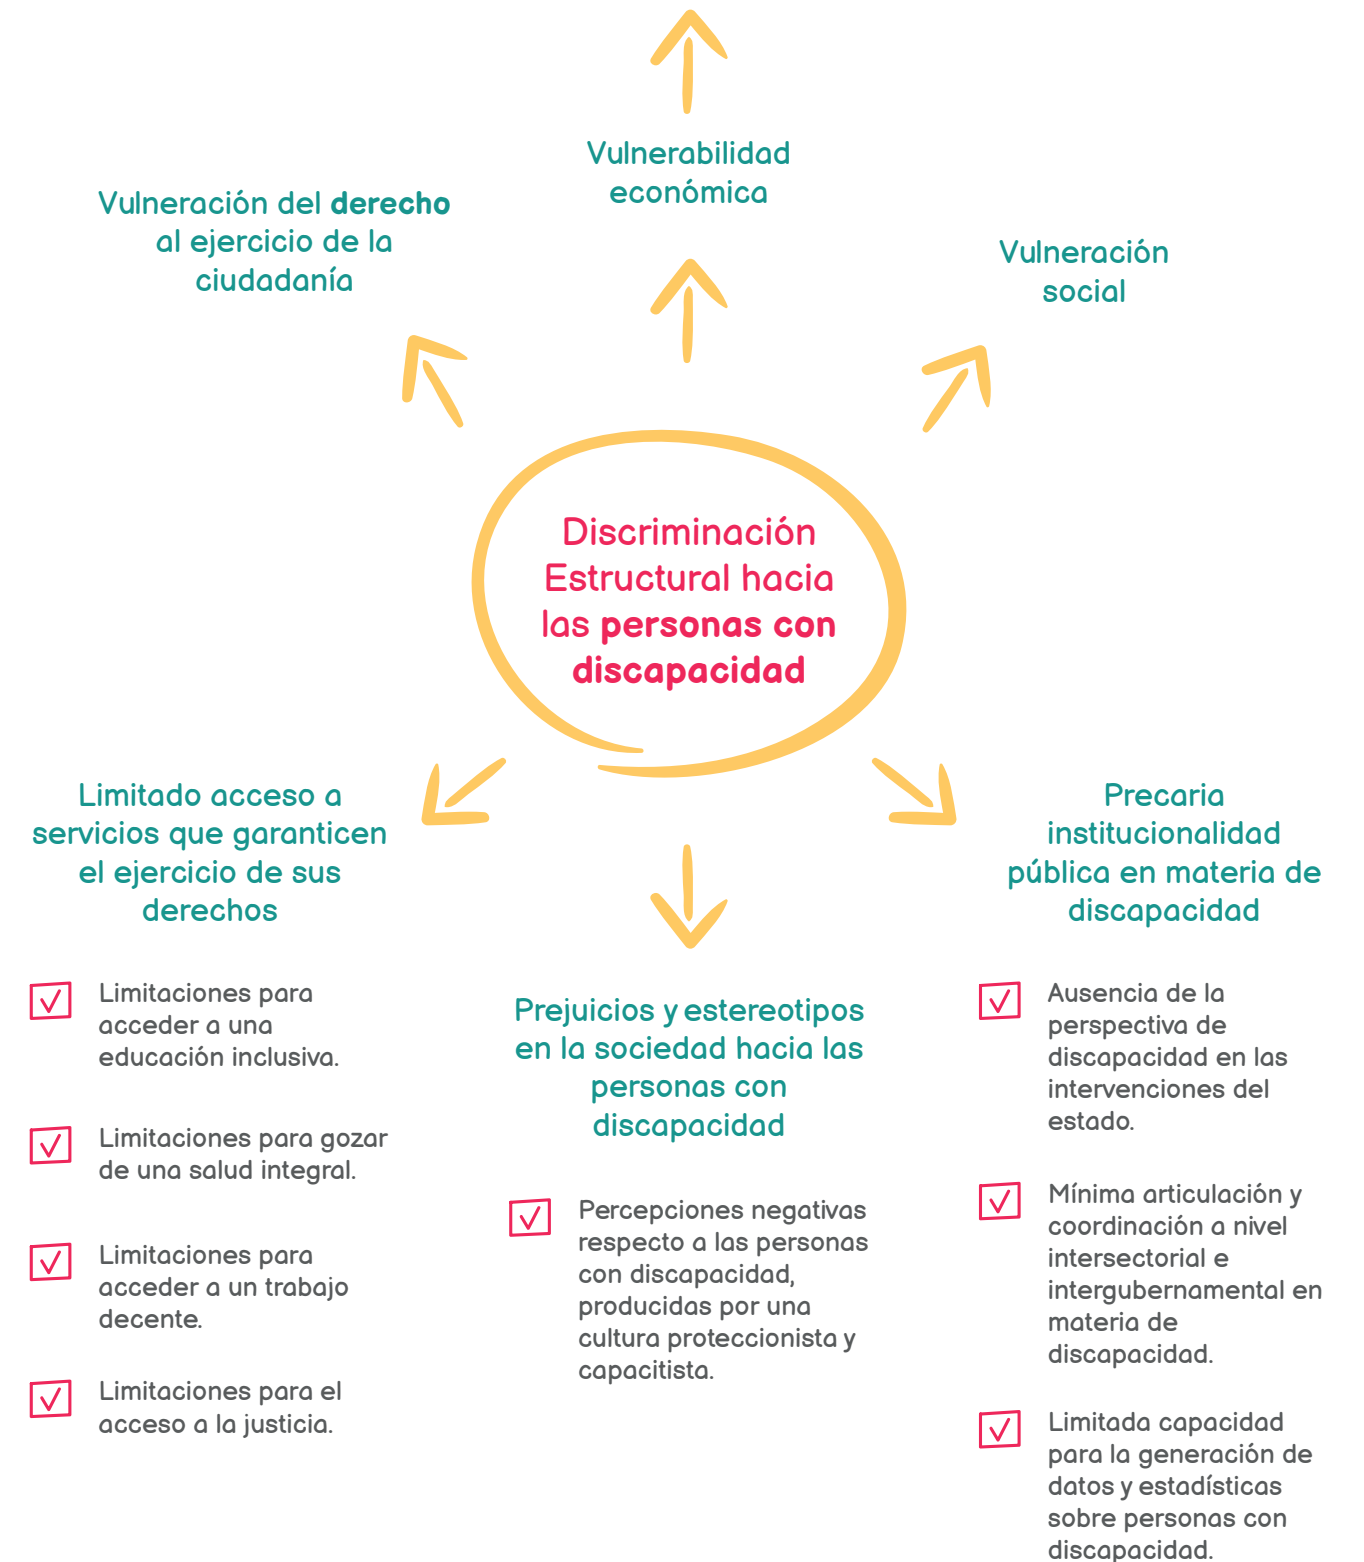 Vulnerabilidad
económica
Vulneración del derecho
al ejercicio de la
ciudadanía
Vulneración
social
Discriminación
Estructural hacia
las personas con
discapacidad
Limitado acceso a
servicios que garanticen
el ejercicio de sus
derechos
Limitaciones para
acceder a una
educación inclusiva.
Limitaciones para gozar
de una salud integral.
Limitaciones para
acceder a un trabajo
decente.
Limitaciones para el
acceso a la justicia.
Prejuicios y estereotipos
en la sociedad hacia las
personas con
discapacidad
Percepciones negativas
respecto a las personas
con discapacidad,
producidas por una
cultura proteccionista y
capacitista.
Precaria
institucionalidad
pública en materia de
discapacidad
Ausencia de la
perspectiva de
discapacidad en las
intervenciones del
estado.
Mínima articulación y
coordinación a nivel
intersectorial e
intergubernamental en
materia de
discapacidad.
Limitada capacidad
para la generación de
datos y estadísticas
sobre personas con
discapacidad.